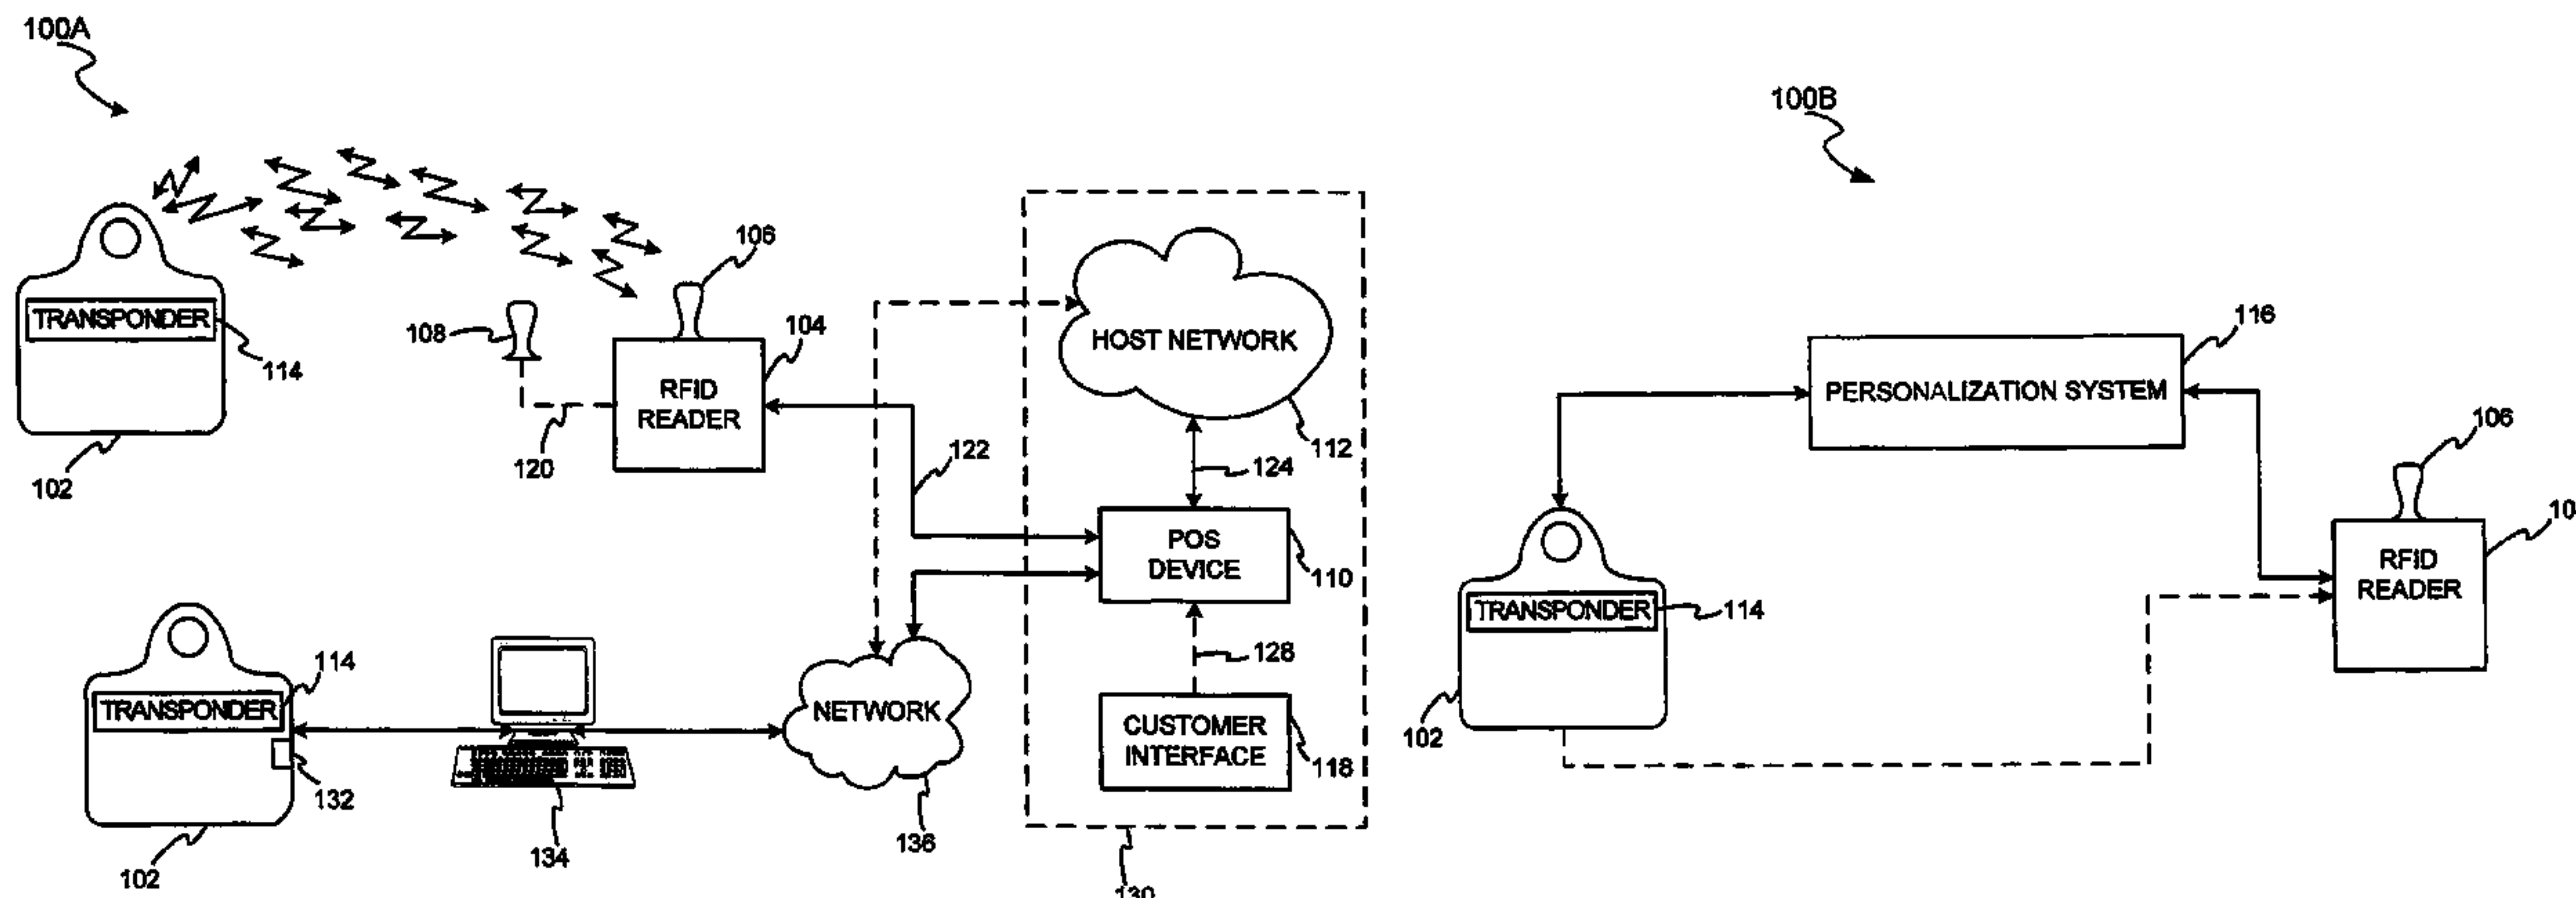 100A
100B
106
108
104
TRANSPONDER
114
RFID
READER
120
102
122
HOST NETWORK
112
124
POS
DEVICE
110
128
CUSTOMER
INTERFACE
118
130
114
TRANSPONDER
132
102
134
NETWORK
136
116
PERSONALIZATION SYSTEM
106
10
RFID
READER
TRANSPONDER
114
102